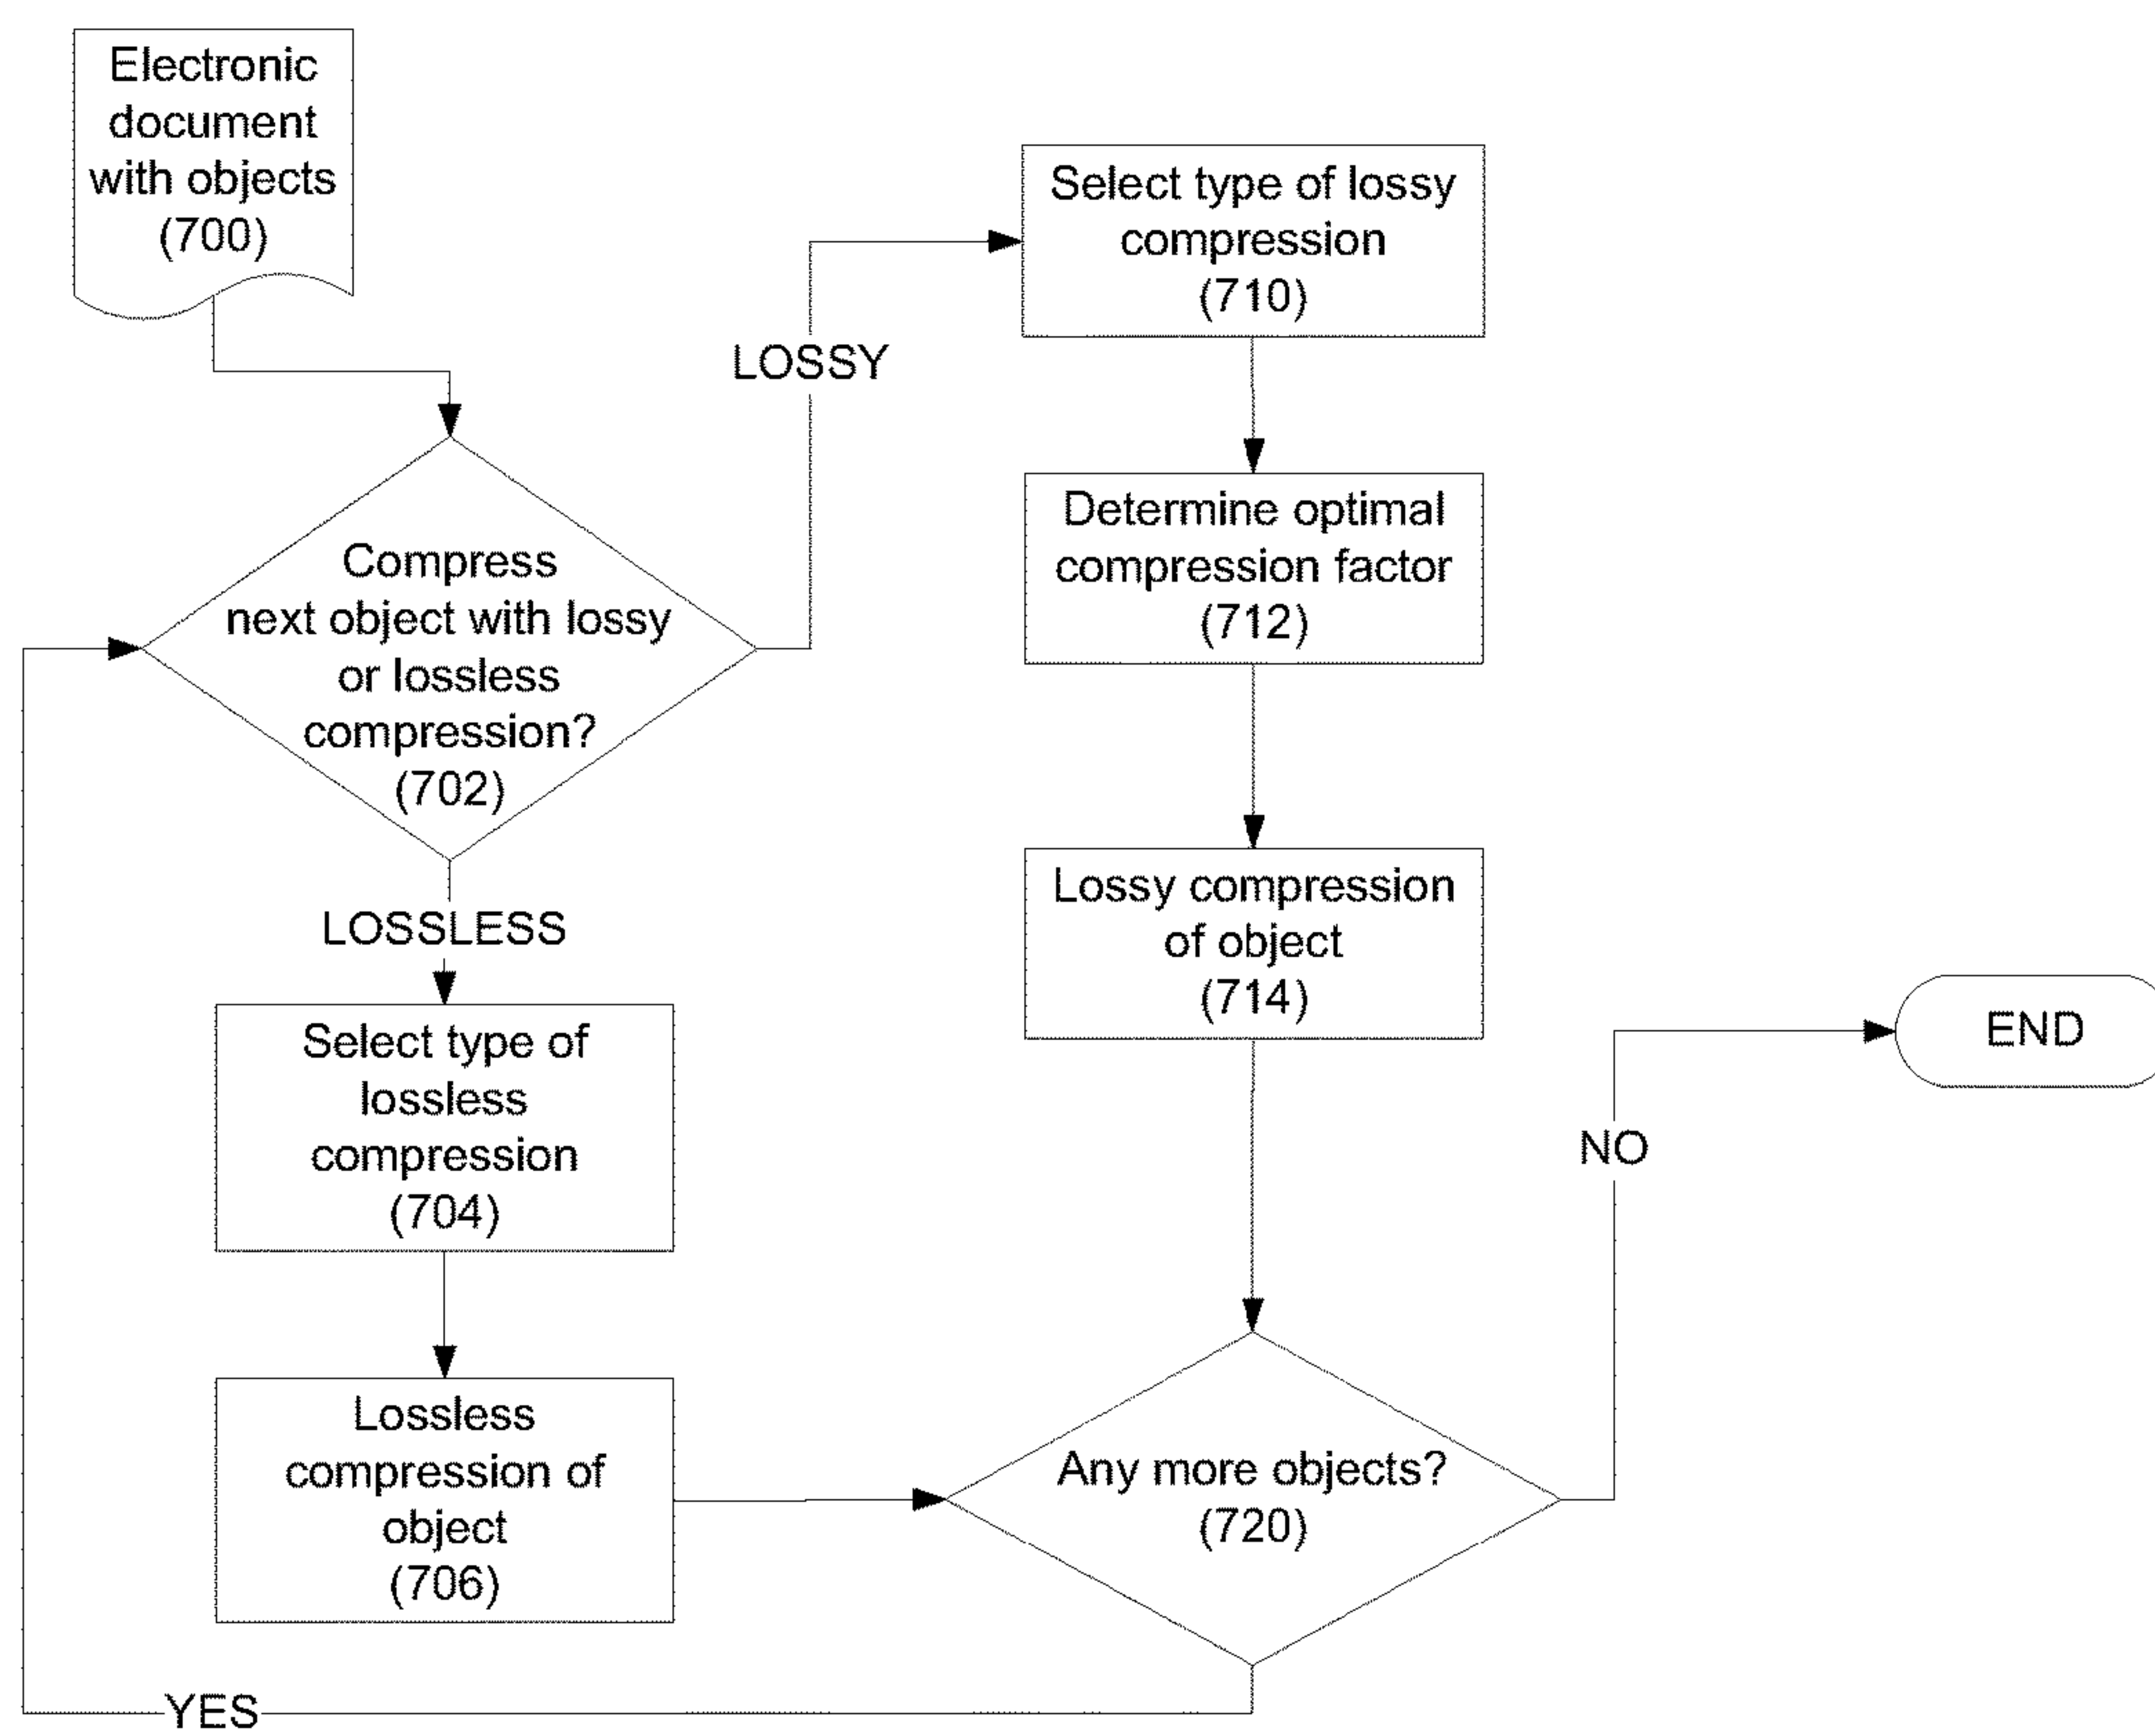 Electronic
document
with objects
(700)
Compress
next object with lossy
or lossless
compression?
(702)
LOSSY
LOSSLESS
Select type of
lossless
compression
(704)
Lossless
compression of
object
(706)
Select type of lossy
compression
(710)
Determine optimal
compression factor
(712)
Lossy compression
of object
(714)
Any more objects?
(720)
YES
NO
END